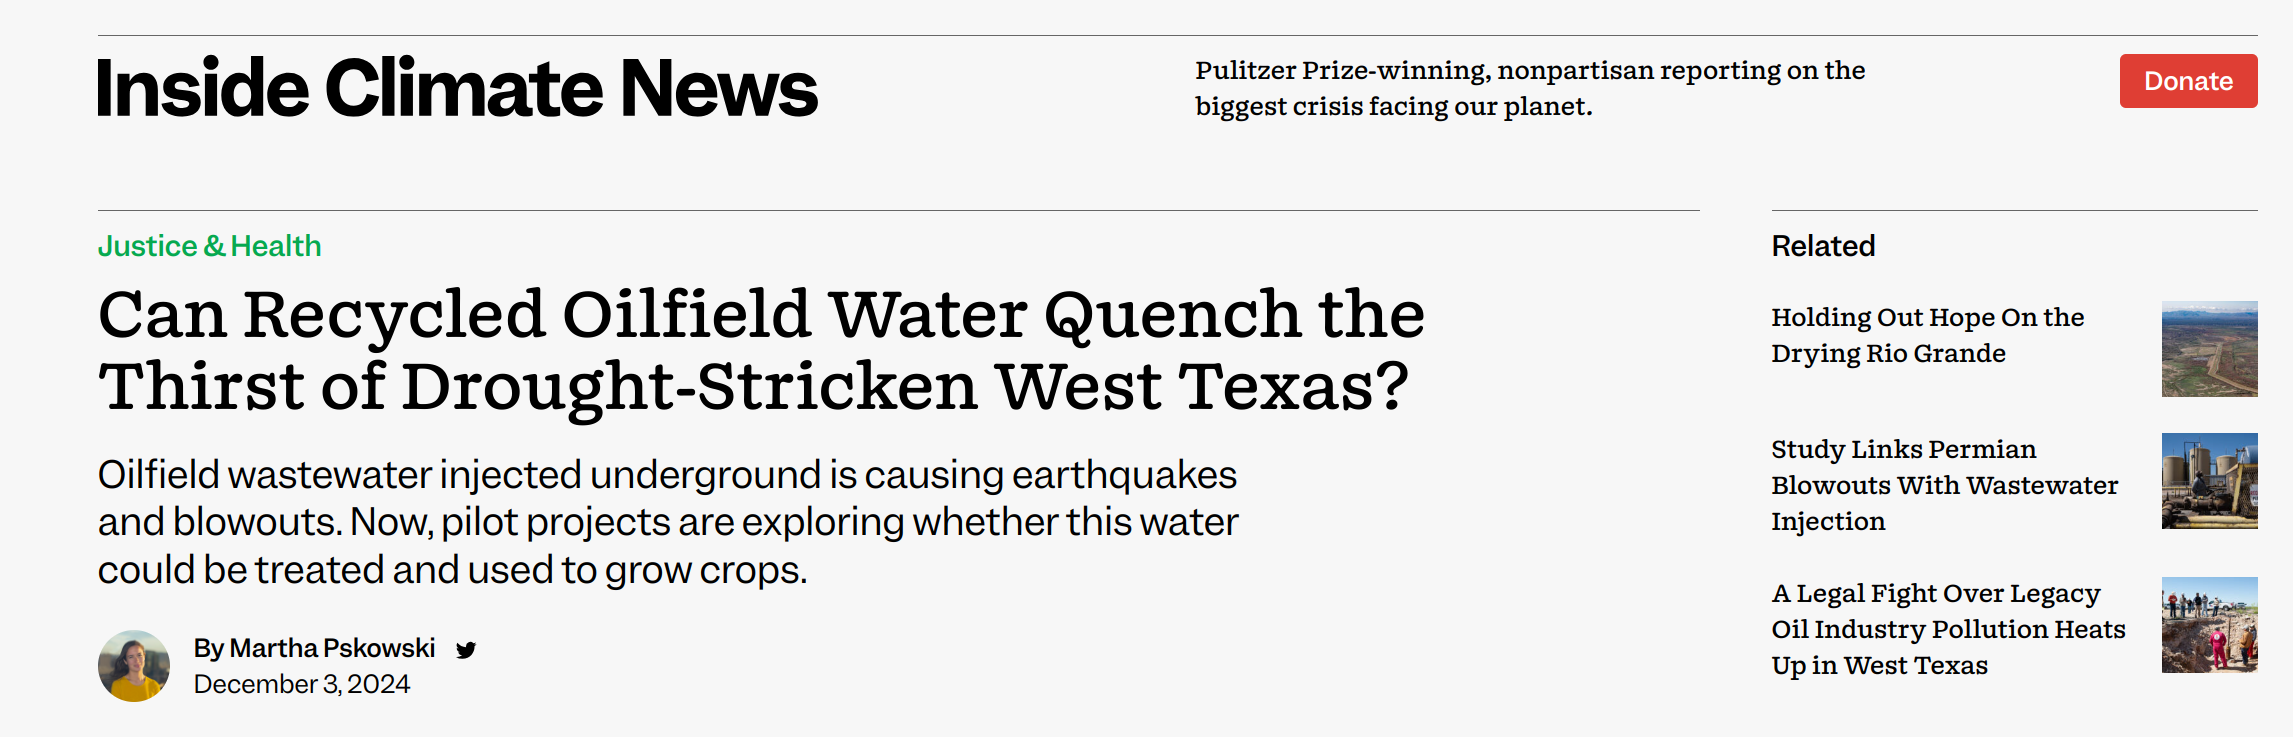 Inside Climate News
Pulitzer Prize-winning, nonpartisan reporting on the
biggest crisis facing our planet.
Donate
Justice & Health
Can Recycled Oilfield Water Quench the
Thirst of Drought-Stricken West Texas?
Oilfield wastewater injected underground is causing earthquakes
and blowouts. Now, pilot projects are exploring whether this water
could be treated and used to grow crops.
By Martha Pskowski
December 3, 2024
Related
Holding Out Hope On the
Drying Rio Grande
Study Links Permian
Blowouts With Wastewater
Injection
A Legal Fight Over Legacy
Oil Industry Pollution Heats
Up in West Texas